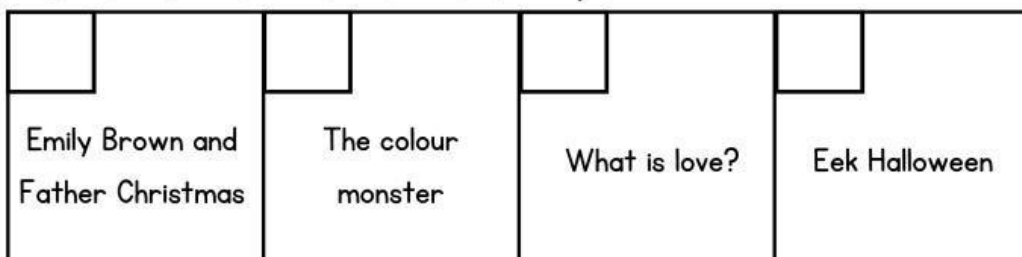 Emily Brown and
Father Christmas
The colour
monster
What is love?
Eek Halloween